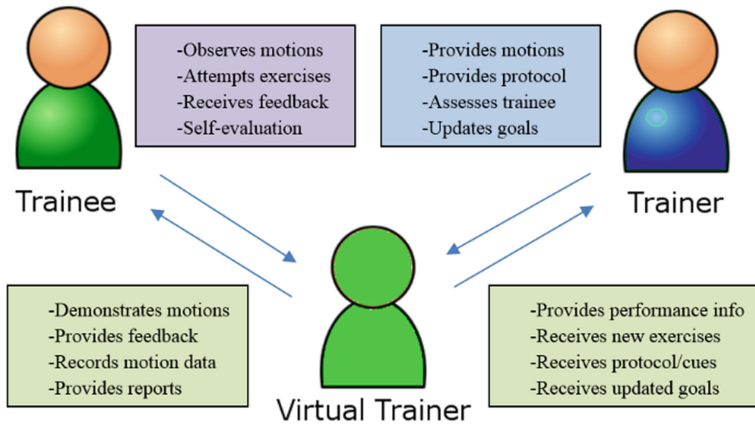 -Observes motions
-Attempts exercises
-Receives feedback
-Self-evaluation
-Provides motions
-Provides protocol
-Assesses trainee
-Updates goals
Trainee
Trainer
-Demonstrates motions
-Provides feedback
-Records motion data
-Provides reports
-Provides performance info
-Receives new exercises
-Receives protocol/cues
-Receives updated goals
Virtual Trainer